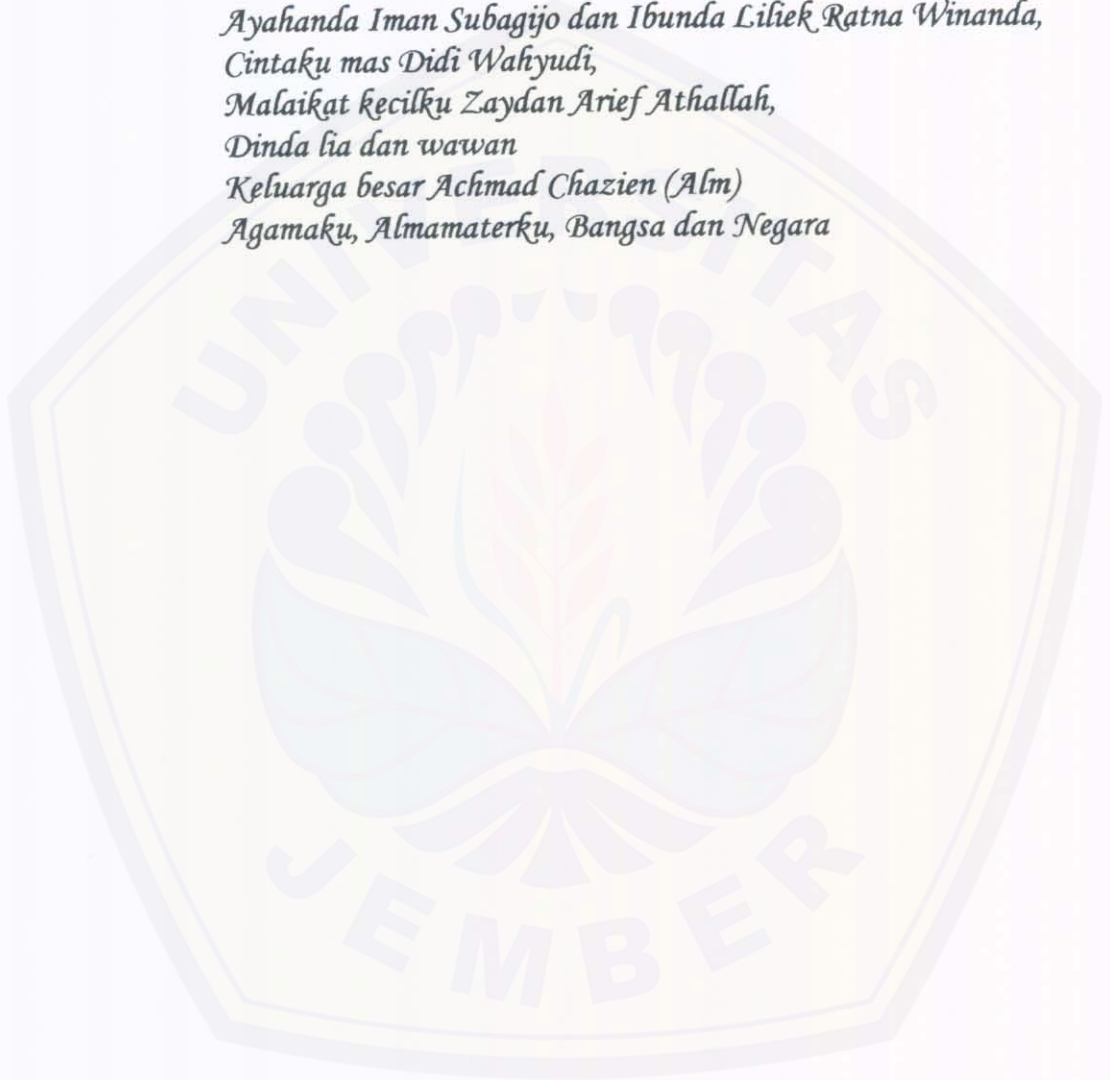 Ayahanda Iman Subagijo dan Ibunda Liliek Ratna Winanda,
Cintaku mas Didi Wahyudi,
Malaikat kecilku Zaydan Arief Athallah,
Dinda lia dan wawan
Keluarga besar Achmad Chazien (Alm)
Agamaku, Almamaterku, Bangsa dan Negara
UNIVERSITAS
JEMBER